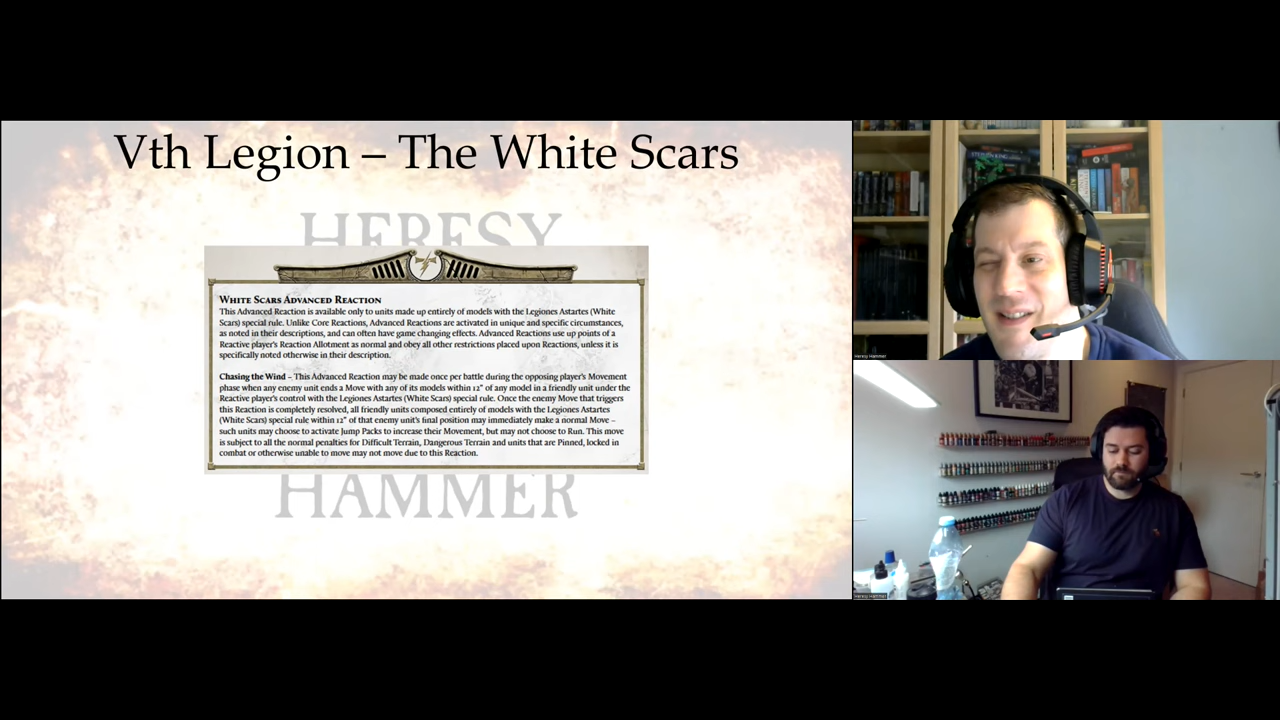 Vth Legion – The White Scars
HERESY
WHITE SCARS ADVANCED REACTION
This Advanced Reaction is available only to units made up entirely of models with the Legiones Astartes (White
Scars) special rule. Unlike Core Reactions, Advanced Reactions are activated in unique and specific circumstances,
as noted in their descriptions, and can often have game changing effects. Advanced Reactions use up points of a
Reactive player's Reaction Allotment as normal and obey all other restrictions placed upon Reactions, unless it is
specifically noted otherwise in their description.
Chasing the Wind – This Advanced Reaction may be made once per battle during the opposing player's Movement
phase when any enemy unit ends a Move with any of its models within 12" of any model in a friendly unit under the
Reactive player's control with the Legiones Astartes (White Scars) special rule. Once the enemy Move that triggers
this Reaction is completely resolved, all friendly units composed entirely of models with the Legiones Astartes
(White Scars) special rule within 12" of that enemy unit's final position may immediately make a normal Move –
such units may choose to activate Jump Packs to increase their Movement, but may not choose to Run. This move
is subject to all the normal penalties for Difficult Terrain, Dangerous Terrain and units that are Pinned, locked in
combat or otherwise unable to move may not move due to this Reaction.
HAMMER
STEPHEN KING
Heresy Hammer
Heresy Hammer